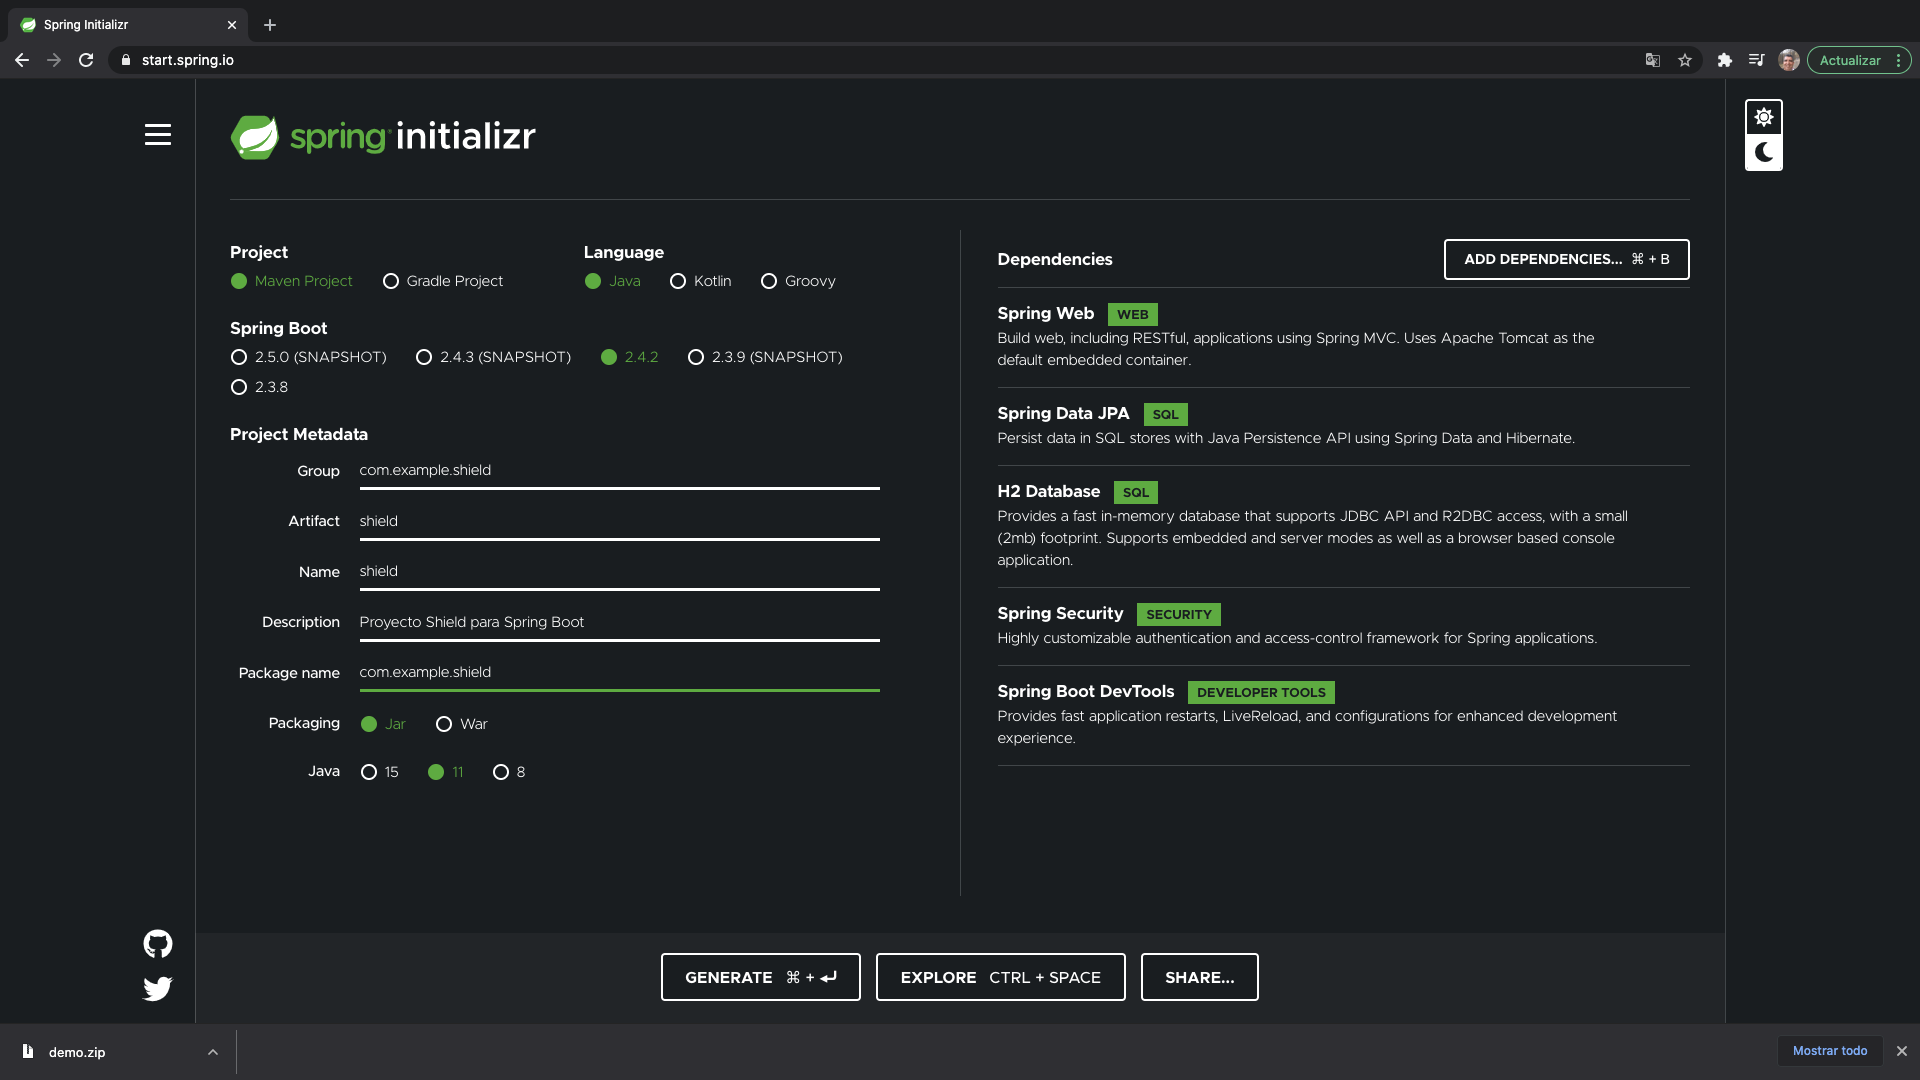 Spring Initializr
start.spring.io
Actualizar
spring initializr
Project
Maven Project
Gradle Project
Language
Java
Kotlin
Groovy
Spring Boot
2.5.0 (SNAPSHOT)
2.4.3 (SNAPSHOT)
2.4.2
2.3.9 (SNAPSHOT)
2.3.8
Project Metadata
Group com.example.shield
Artifact shield
Name shield
Description Proyecto Shield para Spring Boot
Package name com.example.shield
Packaging Jar War
Java 15 11 8
Dependencies
ADD DEPENDENCIES... ⌘ + B
Spring Web WEB
Build web, including RESTful, applications using Spring MVC. Uses Apache Tomcat as the
default embedded container.
Spring Data JPA SQL
Persist data in SQL stores with Java Persistence API using Spring Data and Hibernate.
H2 Database SQL
Provides a fast in-memory database that supports JDBC API and R2DBC access, with a small
(2mb) footprint. Supports embedded and server modes as well as a browser based console
application.
Spring Security SECURITY
Highly customizable authentication and access-control framework for Spring applications.
Spring Boot DevTools DEVELOPER TOOLS
Provides fast application restarts, LiveReload, and configurations for enhanced development
experience.
GENERATE ⌘ + ↵
EXPLORE CTRL + SPACE
SHARE...
demo.zip
Mostrar todo